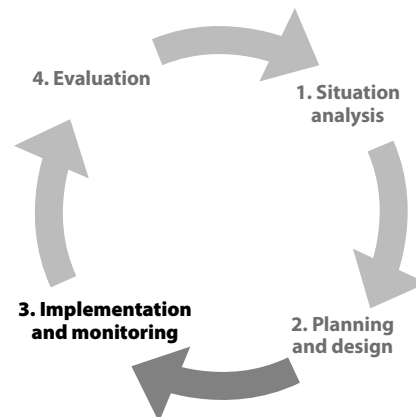 4. Evaluation
1. Situation
analysis
3. Implementation
and monitoring
2. Planning
and design